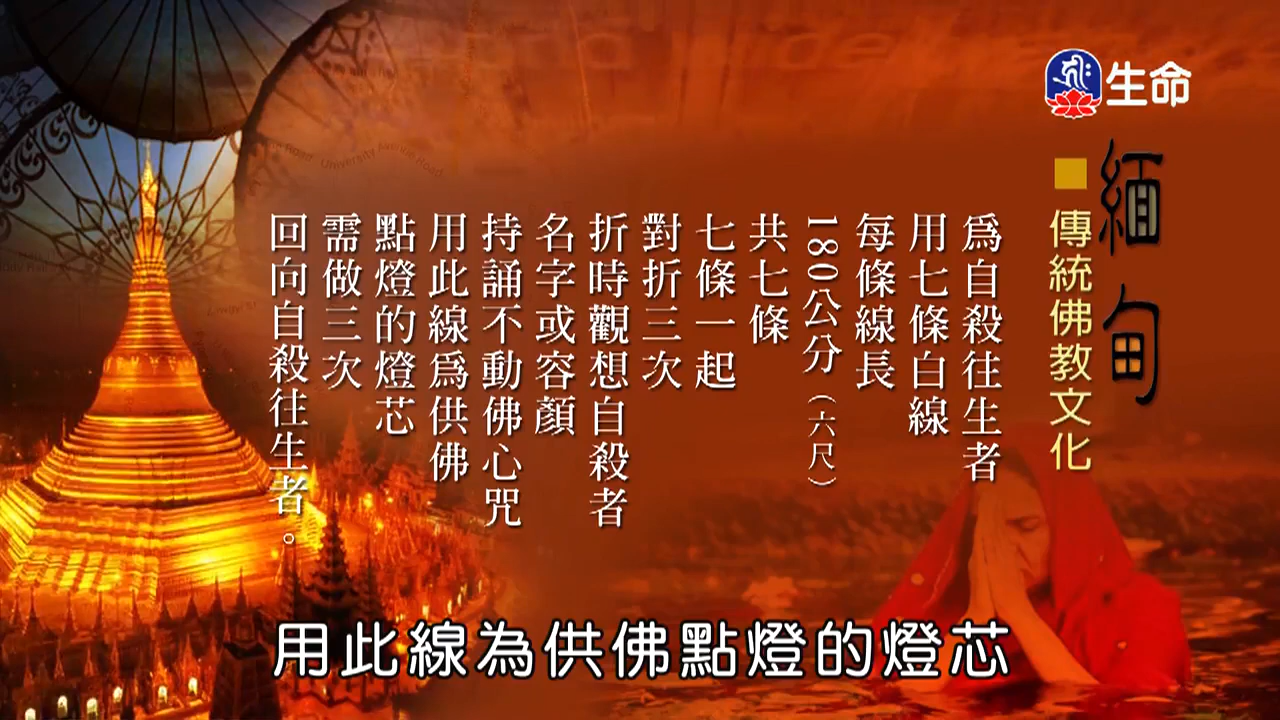 生命
緬甸
■傳統佛教文化
爲自殺往生者
用七條白線
每條線長
180公分（六尺）
共七條
七條一起
對折三次
折時觀想自殺者
名字或容顏
持誦不動佛心咒
用此線爲供佛
點燈的燈芯
需做三次
回向自殺往生者。
用此線為供佛點燈的燈芯
University Avenue Road